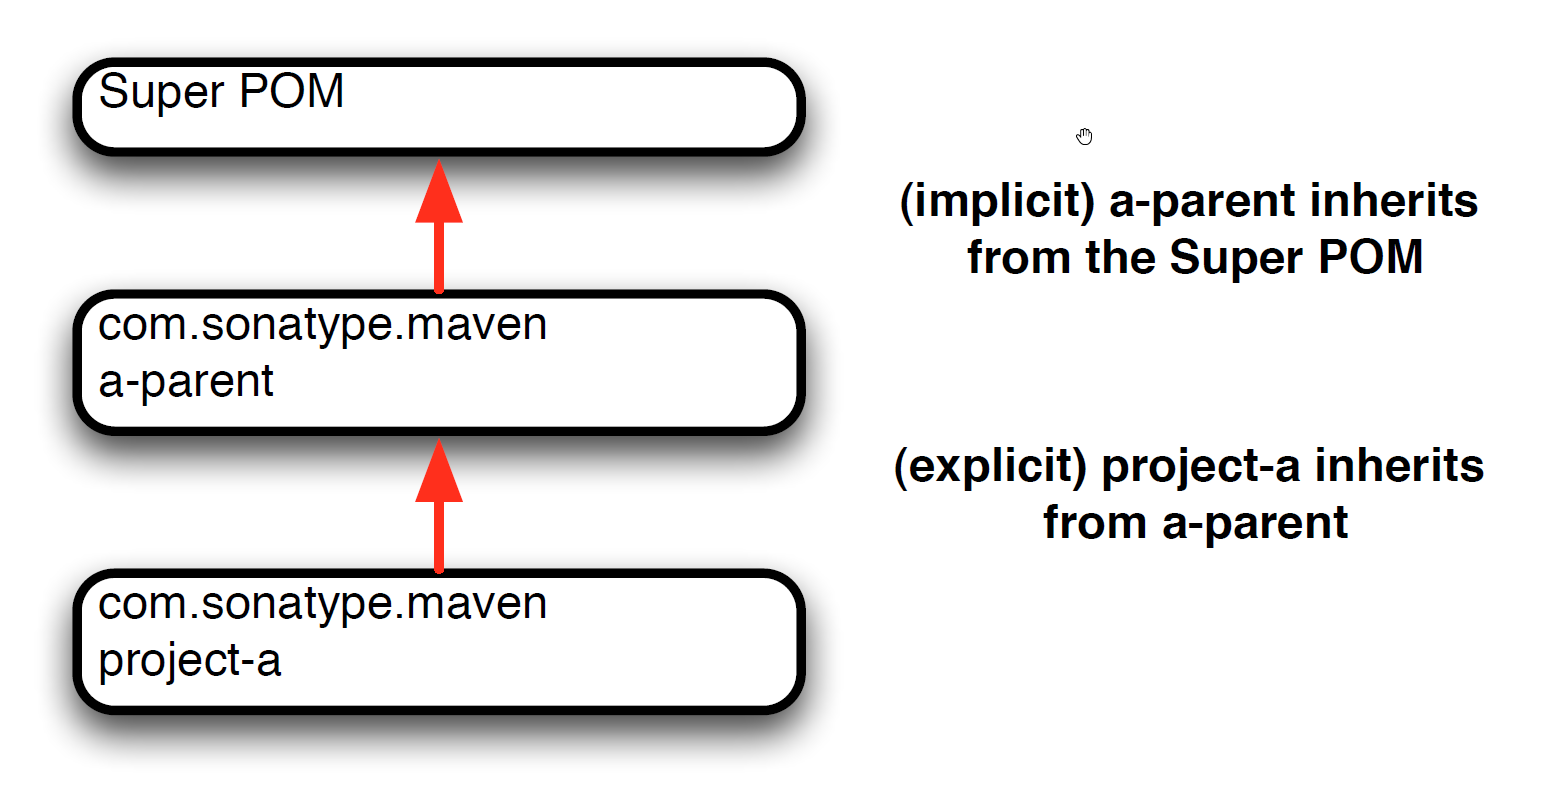 Super POM
(implicit) a-parent inherits
from the Super POM
com.sonatype.maven
a-parent
(explicit) project-a inherits
from a-parent
com.sonatype.maven
project-a